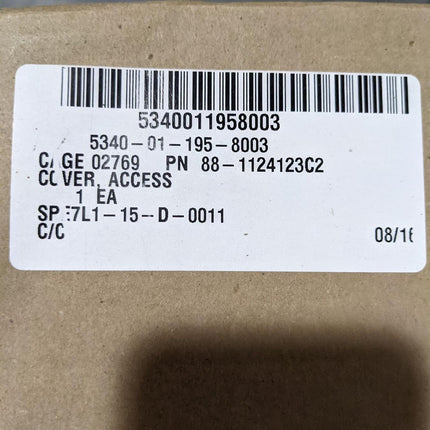 5340011958003
5340-01-195-8003
CAGE 02769 PN 88-1124123C2
COVER, ACCESS
1 EA
SPE7L1-15-D-0011
C/C 08/16